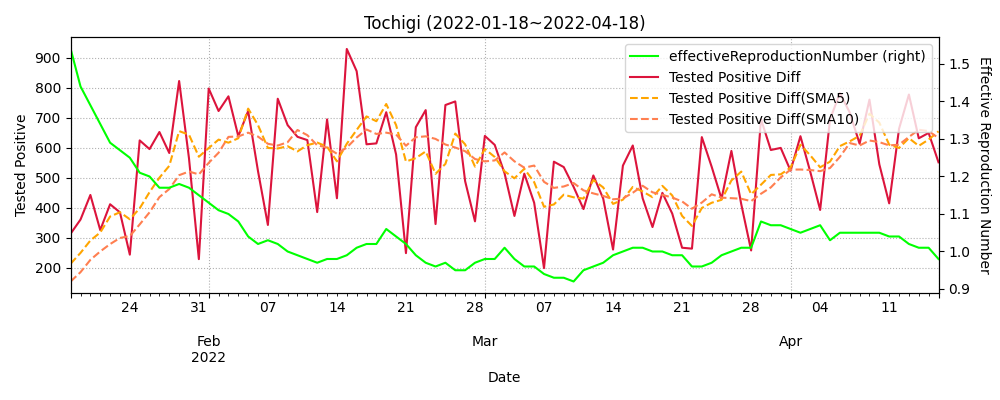 Tochigi (2022-01-18~2022-04-18)
effectiveReproductionNumber (right)
Tested Positive Diff
Tested Positive Diff(SMA5)
Tested Positive Diff(SMA10)
Tested Positive
900
800
700
600
500
400
300
200
1.5
1.4
1.3
1.2
1.1
1.0
0.9
Effective Reproduction Number
24 31 07 14 21 28 07 14 21 28 04 11
Feb Mar Apr
2022
Date